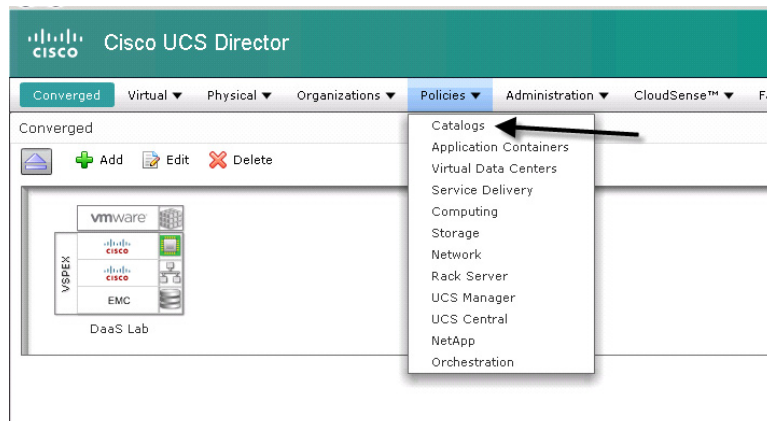 cisco Cisco UCS Director
Converged Virtual Physical Organizations Policies Administration CloudSense™
Converged
Add Edit Delete
Catalogs
Application Containers
Virtual Data Centers
Service Delivery
Computing
Storage
Network
Rack Server
UCS Manager
UCS Central
NetApp
Orchestration
vmware
cisco
cisco
EMC
VSPEX
DaaS Lab